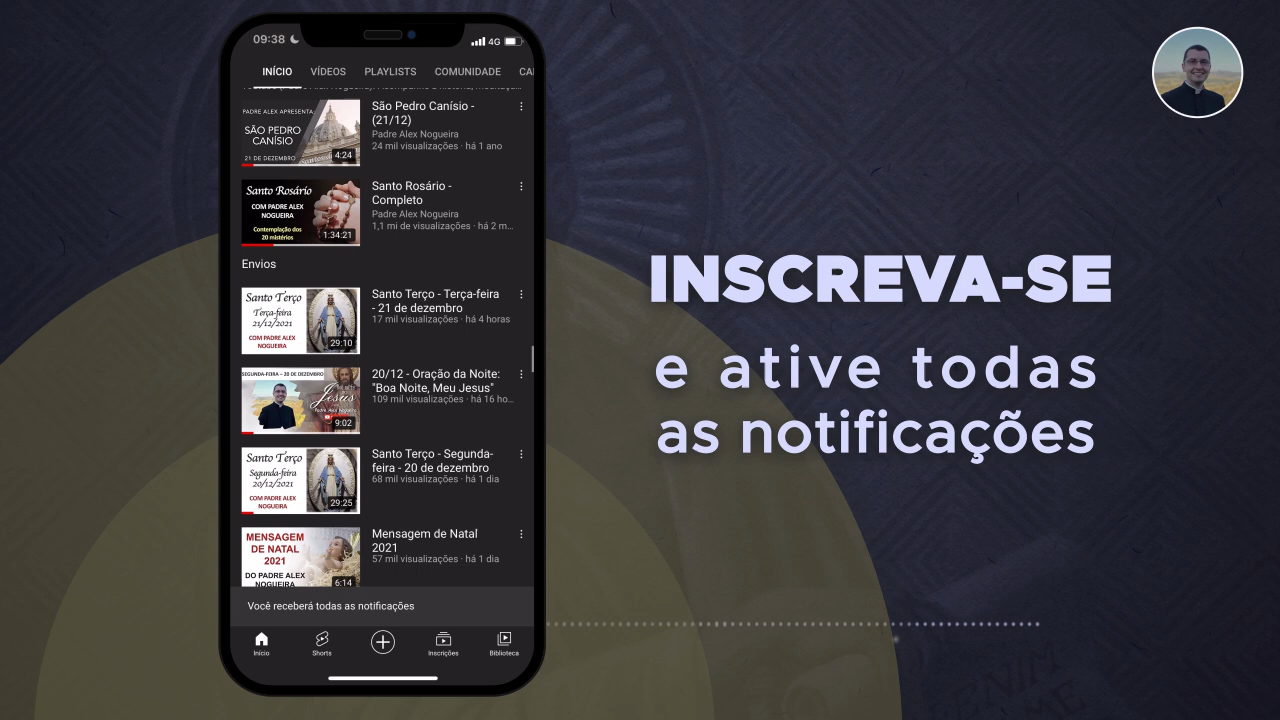 09:38
4G
INÍCIO VÍDEOS PLAYLISTS COMUNIDADE
PADRE ALEX APRESENTA
SÃO PEDRO
CANÍSIO
21 DE DEZEMBRO
4:24
São Pedro Canísio -
(21/12)
Padre Alex Nogueira
24 mil visualizações · há 1 ano
Santo Rosário
COM PADRE ALEX
NOGUEIRA
Contemplação dos
20 mistérios
1:34:21
Santo Rosário -
Completo
Padre Alex Nogueira
1,1 mi de visualizações · há 2 m...
Envios
Santo Terço
Terça-feira
21/12/2021
COM PADRE ALEX
NOGUEIRA
29:10
Santo Terço - Terça-feira
- 21 de dezembro
17 mil visualizações · há 4 horas
SEGUNDA-FEIRA – 20 DE DEZEMBRO
Jesus
Padre Alex Nogueira
9:02
20/12 - Oração da Noite:
"Boa Noite, Meu Jesus"
109 mil visualizações · há 16 ho...
Santo Terço
Segunda-feira
20/12/2021
COM PADRE ALEX
NOGUEIRA
29:25
Santo Terço - Segunda-
feira - 20 de dezembro
68 mil visualizações · há 1 dia
MENSAGEM
DE NATAL
2021
DO PADRE ALEX
NOGUEIRA
6:14
Mensagem de Natal
2021
57 mil visualizações · há 1 dia
Você receberá todas as notificações
Início Shorts Inscrições Biblioteca
INSCREVA-SE
e ative todas
as notificações